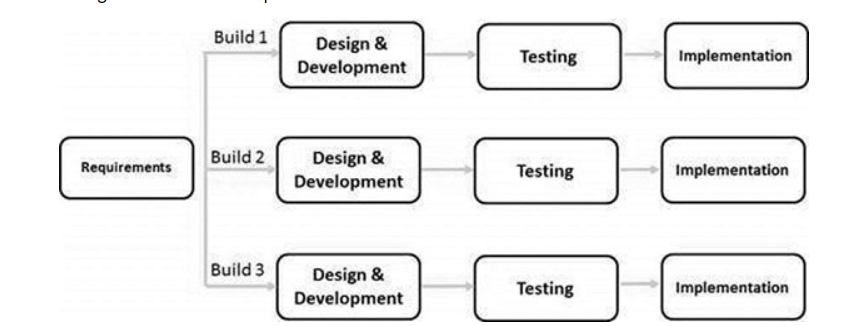 Build 1
Design &
Development
Testing
Implementation
Requirements
Build 2
Design &
Development
Testing
Implementation
Build 3
Design &
Development
Testing
Implementation